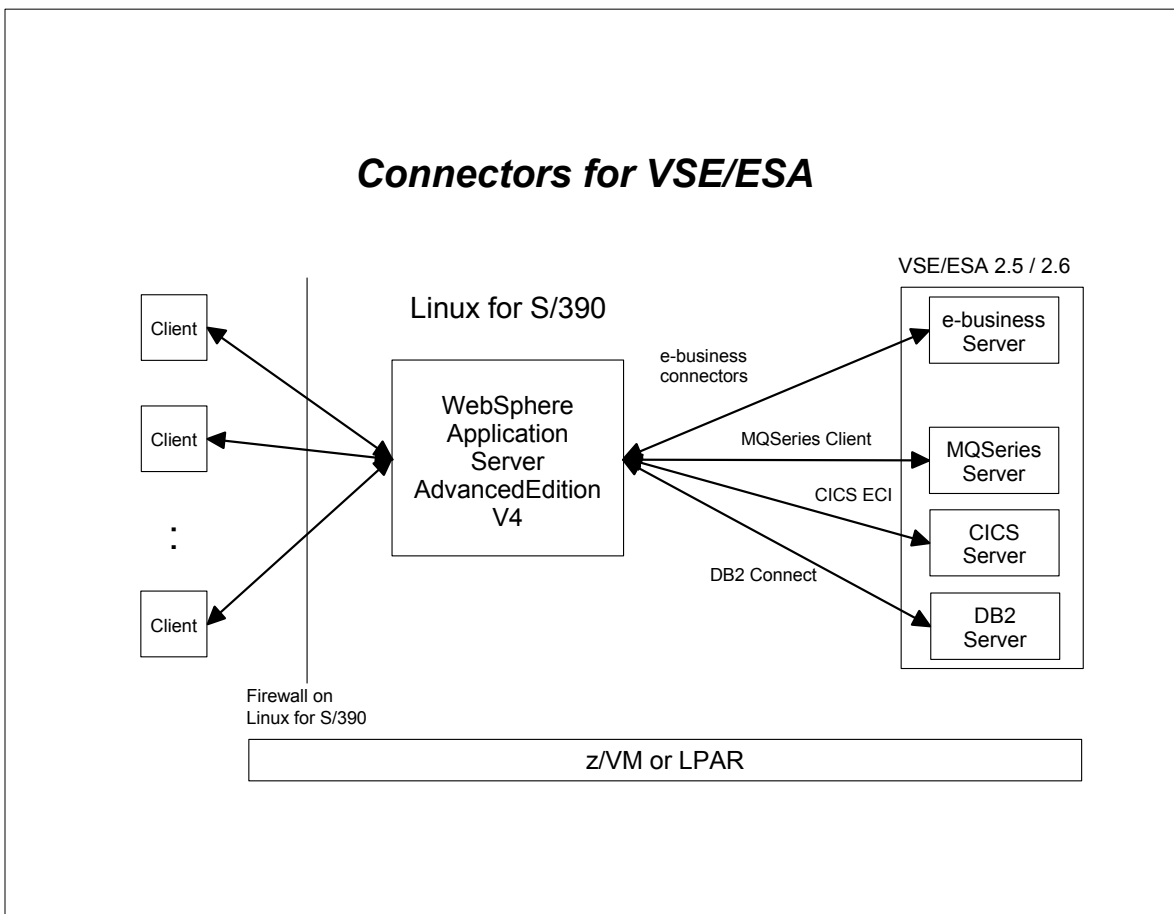 Connectors for VSE/ESA
VSE/ESA 2.5 / 2.6
Linux for S/390
Client
Client
:
Client
WebSphere
Application
Server
AdvancedEdition
V4
e-business
connectors
MQSeries Client
CICS ECI
DB2 Connect
e-business
Server
MQSeries
Server
CICS
Server
DB2
Server
Firewall on
Linux for S/390
z/VM or LPAR